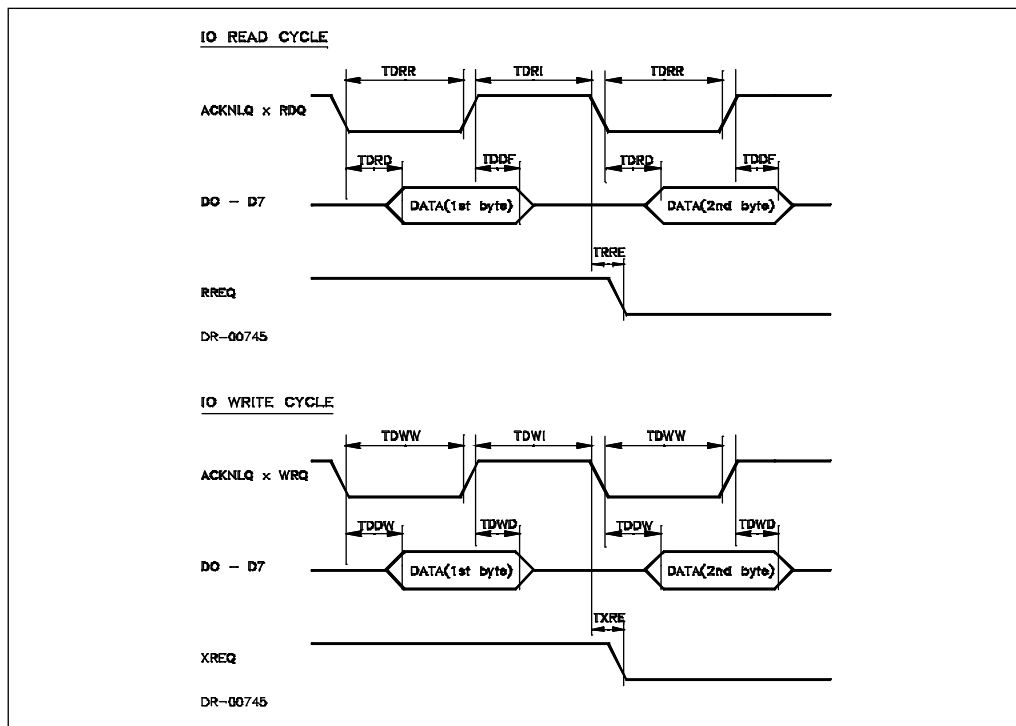 IO READ CYCLE
TDRR TDRI TDRR
ACKNLQ x RDQ
TDRD TDDF TDRD TDDF
D0 - D7 DATA(1st byte) DATA(2nd byte)
TRRE
RREQ
DR-00745
IO WRITE CYCLE
TDWW TDWI TDWW
ACKNLQ x WRQ
TDDW TDWD TDDW TDWD
D0 - D7 DATA(1st byte) DATA(2nd byte)
TXRE
XREQ
DR-00745